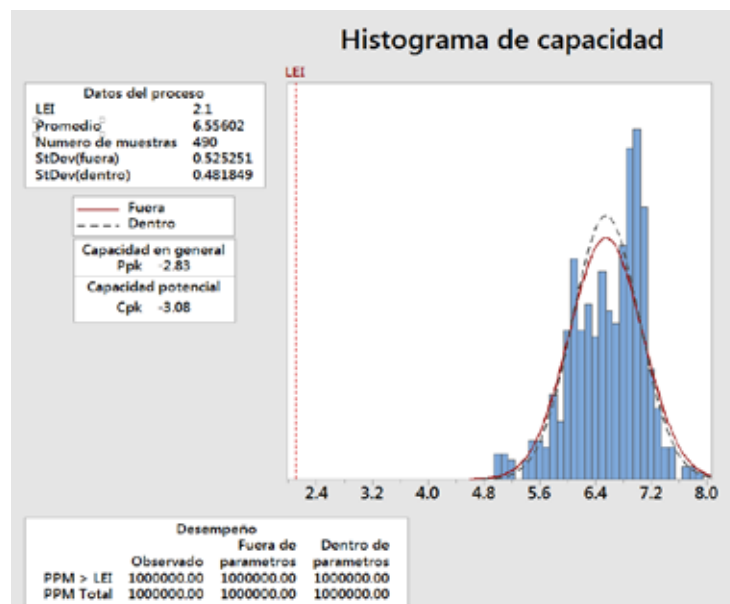 Histograma de capacidad
LEI
Datos del proceso
LEI 2.1
Promedio 6.55602
Numero de muestras 490
StDev(fuera) 0.525251
StDev(dentro) 0.481849
Fuera
Dentro
Capacidad en general
Ppk -2.83
Capacidad potencial
Cpk -3.08
2.4 3.2 4.0 4.8 5.6 6.4 7.2 8.0
Desempeño
Observado Fuera de parametros Dentro de parametros
PPM > LEI 1000000.00 1000000.00 1000000.00
PPM Total 1000000.00 1000000.00 1000000.00